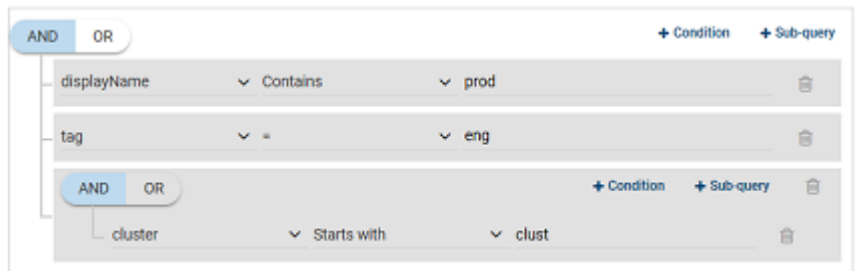 AND OR + Condition + Sub-query
displayName Contains prod
tag = eng
AND OR + Condition + Sub-query
cluster Starts with clust